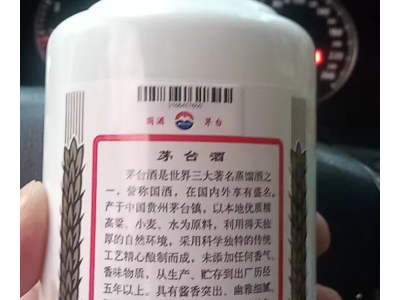 国酒 茅台
茅台酒
茅台酒是世界三大著名蒸馏酒之
一，誉称国酒，在国内外享有盛名，
产于中国贵州茅台镇，以本地优质糯
高粱、小麦、水为原料，利用得天独
厚的自然环境，采用科学独特的传统
工艺精心酿制而成，未添加任何香气、
香味物质，从生产、贮存到出厂历经
五年以上。具有酱香突出、幽雅细腻、